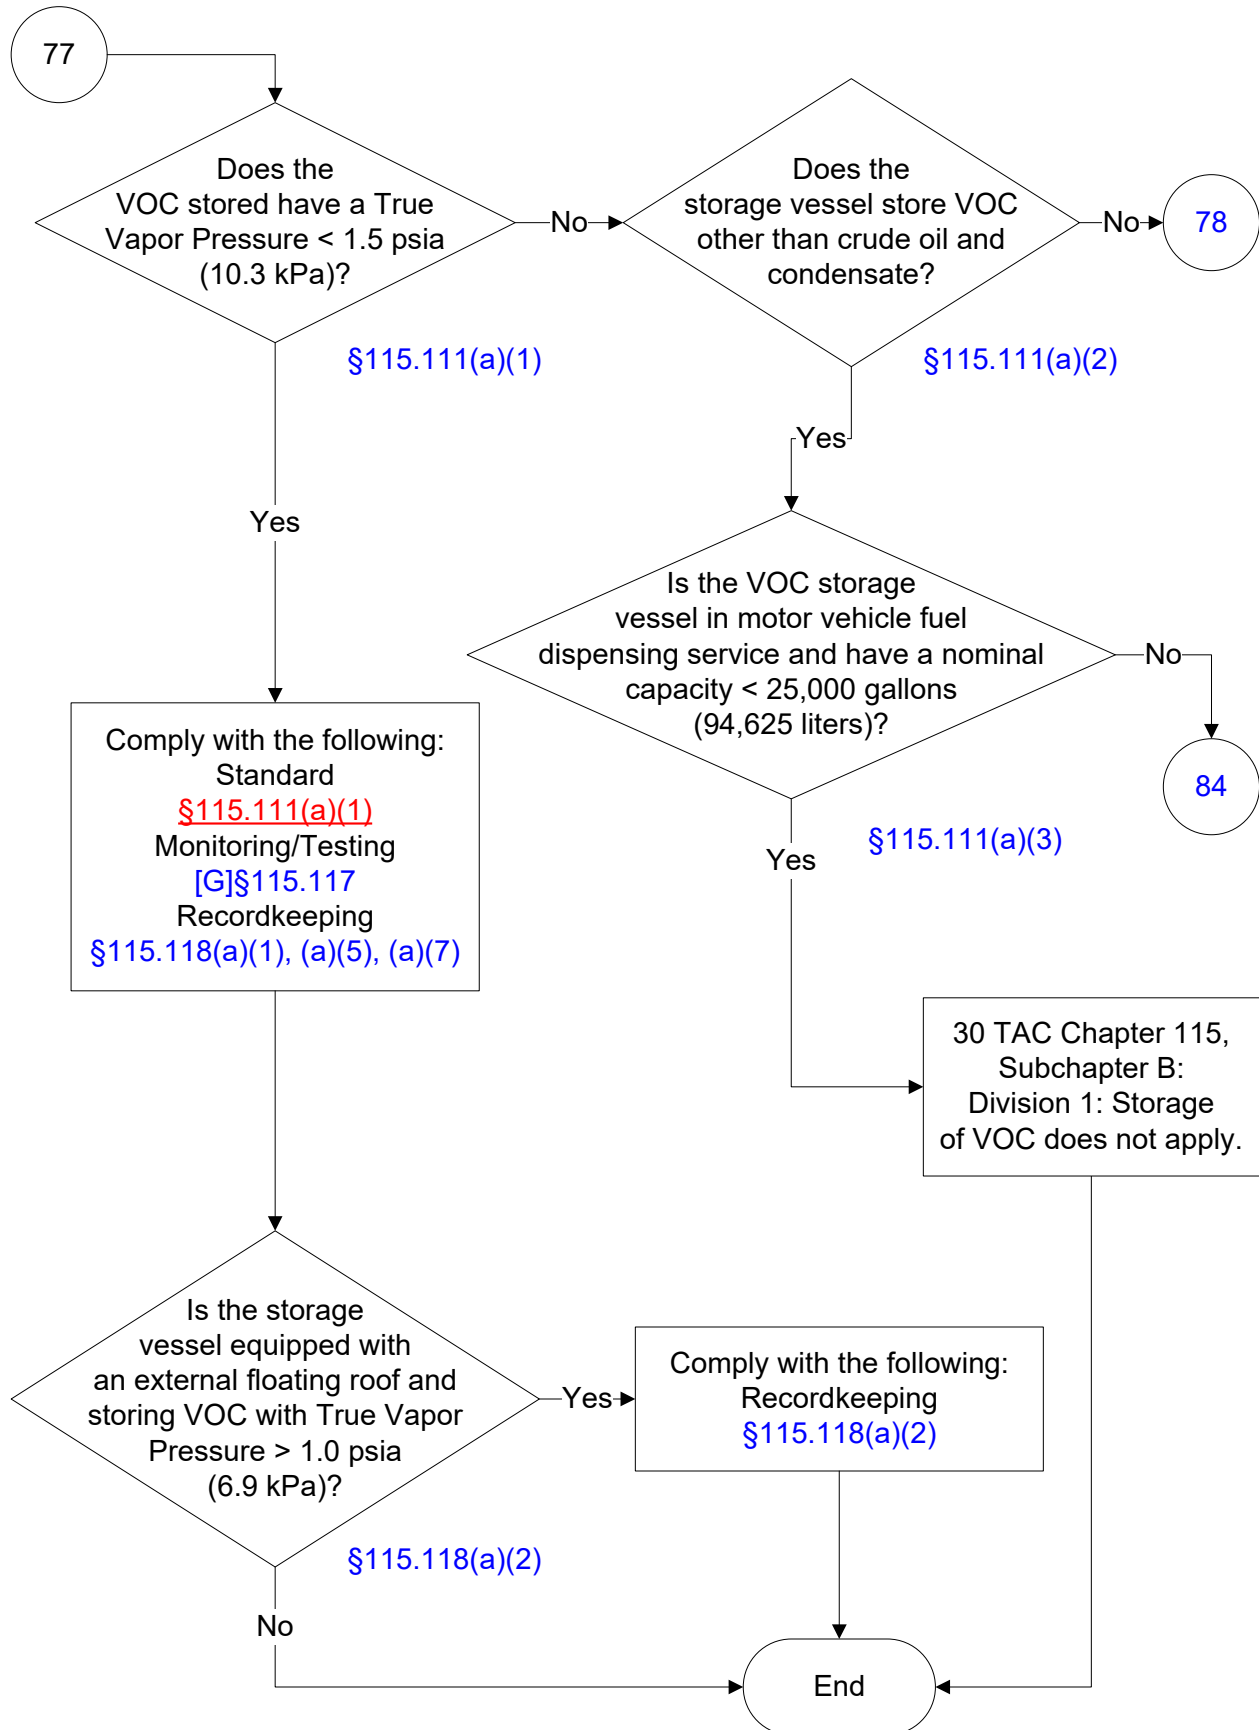 77
Does the
VOC stored have a True
Vapor Pressure < 1.5 psia
(10.3 kPa)?
No
Does the
storage vessel store VOC
other than crude oil and
condensate?
No
78
§115.111(a)(1)
§115.111(a)(2)
Yes
Yes
Is the VOC storage
vessel in motor vehicle fuel
dispensing service and have a nominal
capacity < 25,000 gallons
(94,625 liters)?
No
84
§115.111(a)(3)
Yes
Comply with the following:
Standard
§115.111(a)(1)
Monitoring/Testing
[G]§115.117
Recordkeeping
§115.118(a)(1), (a)(5), (a)(7)
30 TAC Chapter 115,
Subchapter B:
Division 1: Storage
of VOC does not apply.
Is the storage
vessel equipped with
an external floating roof and
storing VOC with True Vapor
Pressure > 1.0 psia
(6.9 kPa)?
Yes
Comply with the following:
Recordkeeping
§115.118(a)(2)
§115.118(a)(2)
No
End